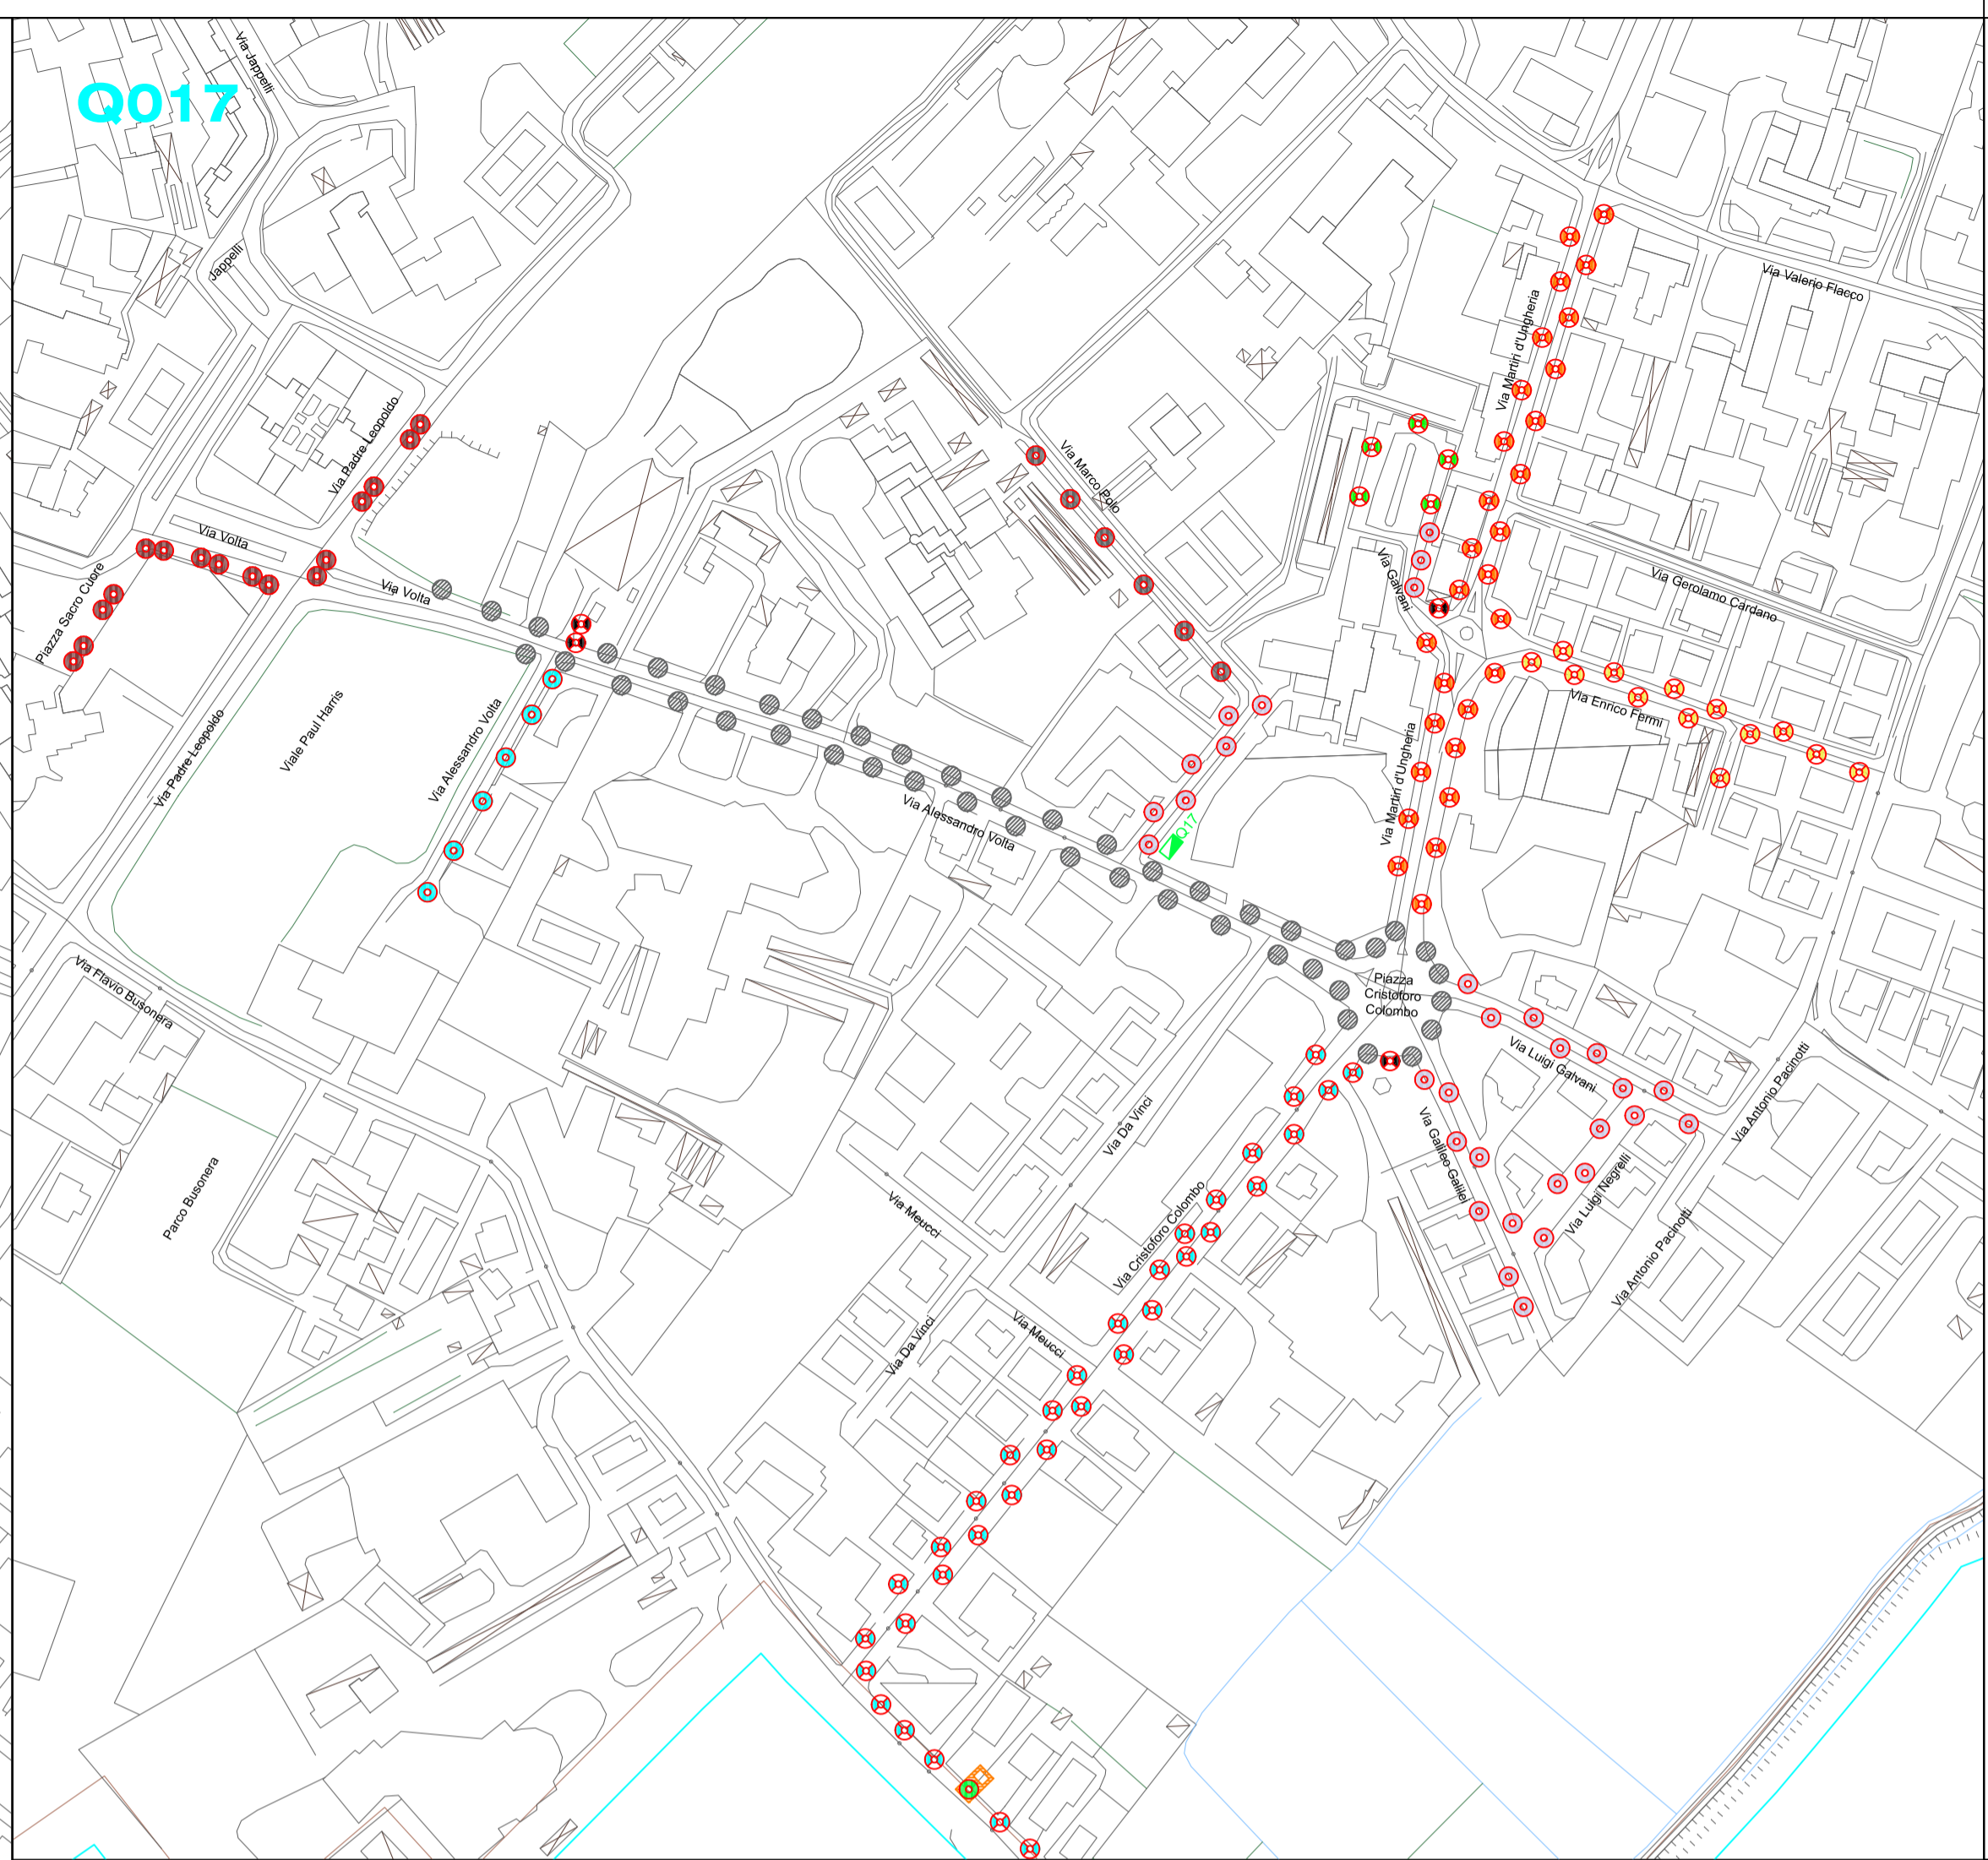 Via Jappelli
Q017
Jappelli
Via Valerio Flacco
Via Martiri d'Ungheria
Via Padre Leopoldo
Via Marco Polo
Via Volta
Via Volta
Via Galvani
Via Gerolamo Cardano
Piazza Sacro Cuore
Via Padre Leopoldo
Viale Paul Harris
Via Alessandro Volta
Via Enrico Fermi
Via Martiri d'Ungheria
Via Alessandro Volta
Q17
Via Flavio Busonera
Piazza
Cristoforo
Colombo
Via Luigi Galvani
Via Antonio Pacinotti
Via Da Vinci
Via Galileo Galilei
Parco Busonera
Via Meucci
Via Cristoforo Colombo
Via Luigi Negrelli
Via Antonio Pacinotti
Via Da Vinci
Via Meucci